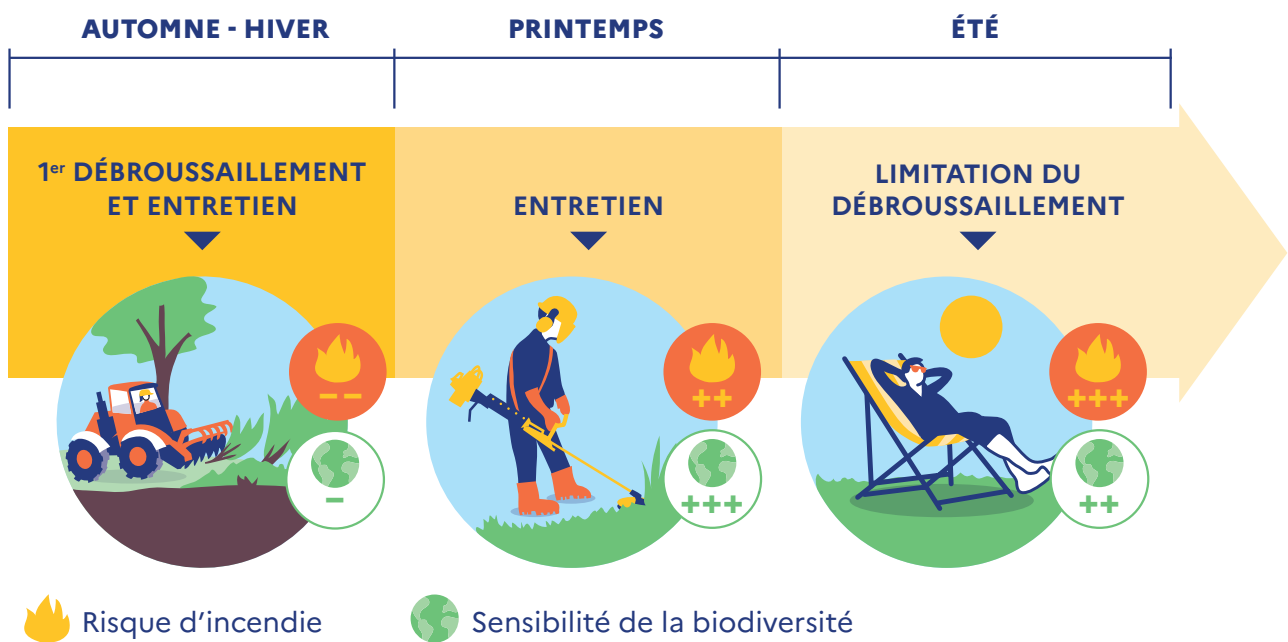 AUTOMNE - HIVER
PRINTEMPS
ÉTÉ
1er DÉBROUSSAILLEMENT
ET ENTRETIEN
ENTRETIEN
LIMITATION DU
DÉBROUSSAILLEMENT
--
-
++
+++
+++
++
Risque d’incendie
Sensibilité de la biodiversité